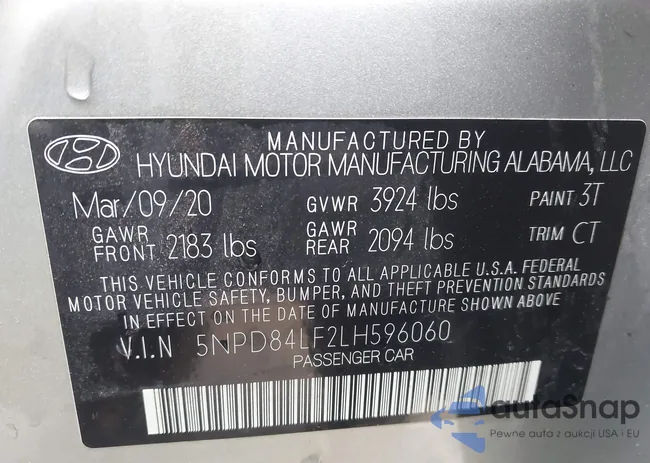 MANUFACTURED BY
HYUNDAI MOTOR MANUFACTURING ALABAMA, LLC
Mar/09/20 GVWR 3924 lbs PAINT 3T
GAWR FRONT 2183 lbs GAWR REAR 2094 lbs TRIM CT
THIS VEHICLE CONFORMS TO ALL APPLICABLE U.S.A. FEDERAL
MOTOR VEHICLE SAFETY, BUMPER, AND THEFT PREVENTION STANDARDS
IN EFFECT ON THE DATE OF MANUFACTURE SHOWN ABOVE
V.I.N 5NPD84LF2LH596060
PASSENGER CAR
autoSnap
Pewne auto z aukcji USA i EU